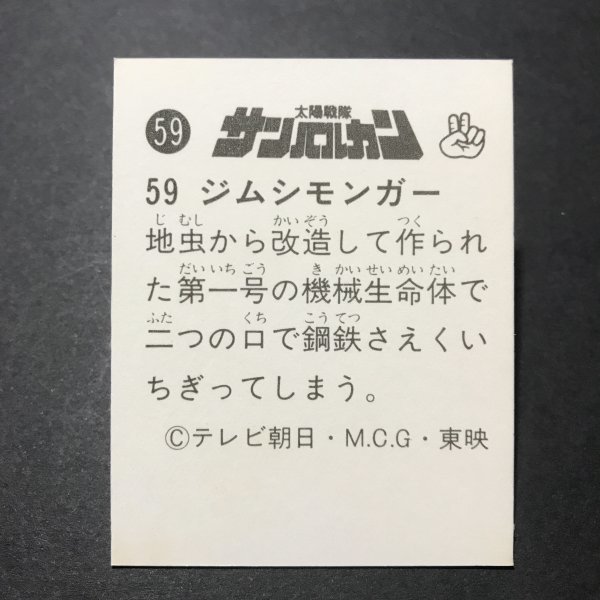 59
太陽戦隊
サンバルカン
59 ジムシモンガー
じ むし かい ぞう つく
地虫から改造して作られ
だい いち ごう き かい せい めい たい
た第一号の機械生命体で
ふた くち こう てつ
二つの口で鋼鉄さえくい
ちぎってしまう。
©テレビ朝日・M.C.G・東映